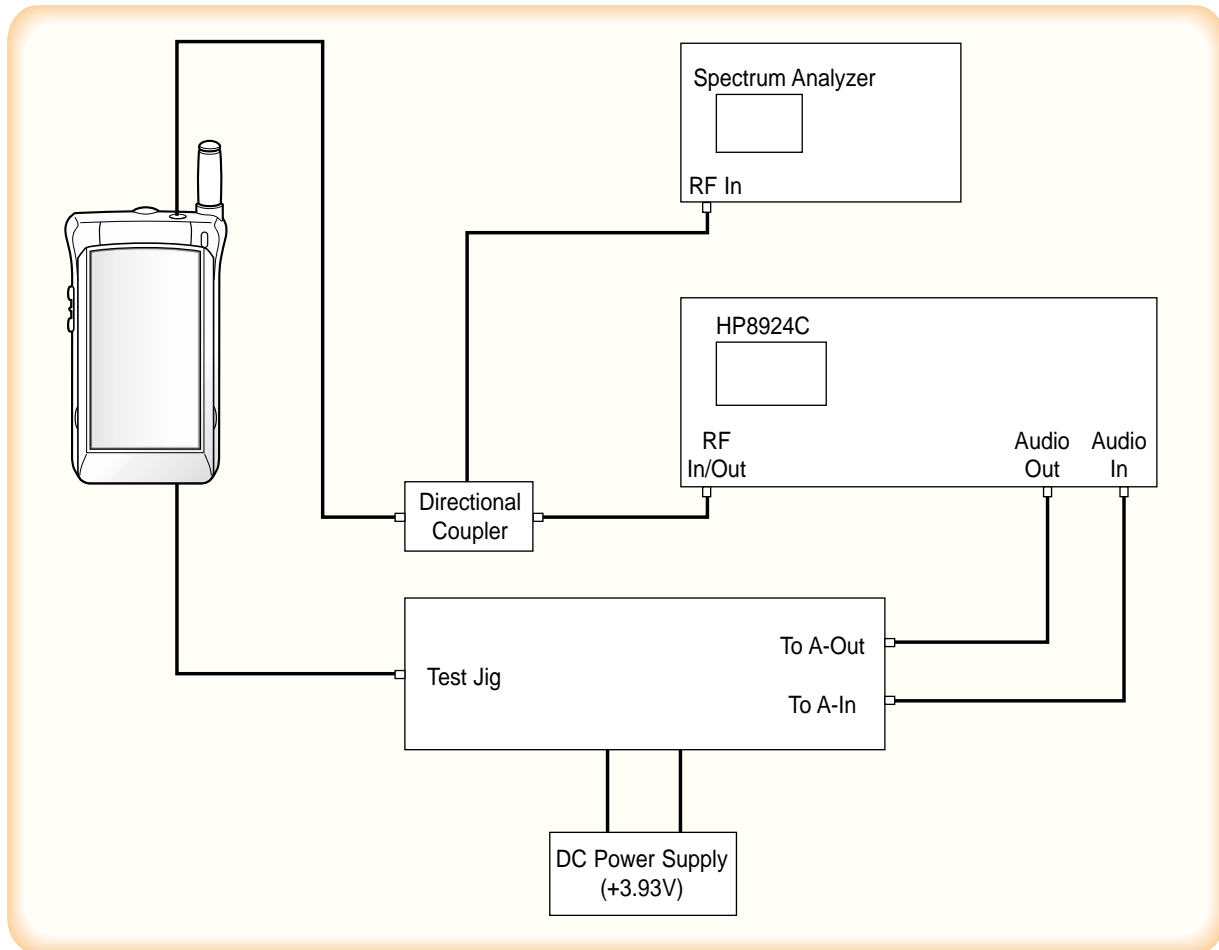 Spectrum Analyzer
RF In
HP8924C
RF
In/Out
Audio
Out
Audio
In
Directional
Coupler
To A-Out
Test Jig
To A-In
DC Power Supply
(+3.93V)